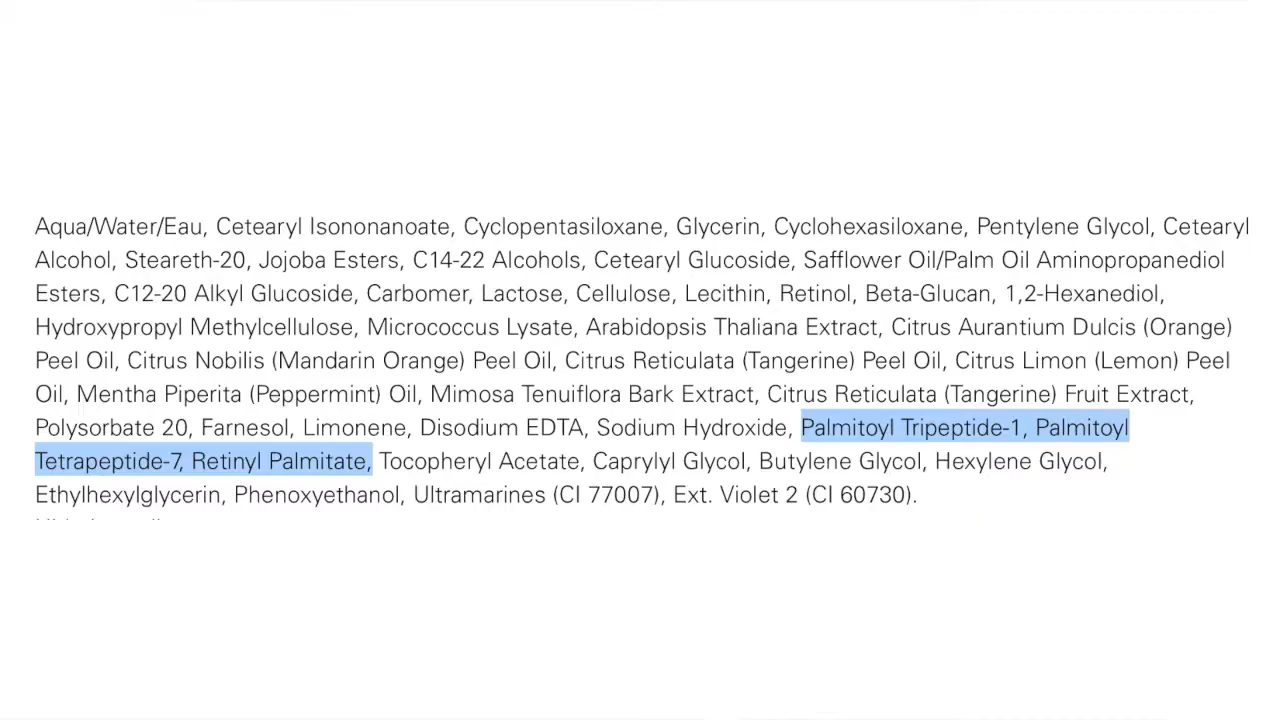 Aqua/Water/Eau, Cetearyl Isononanoate, Cyclopentasiloxane, Glycerin, Cyclohexasiloxane, Pentylene Glycol, Cetearyl
Alcohol, Steareth-20, Jojoba Esters, C14-22 Alcohols, Cetearyl Glucoside, Safflower Oil/Palm Oil Aminopropanediol
Esters, C12-20 Alkyl Glucoside, Carbomer, Lactose, Cellulose, Lecithin, Retinol, Beta-Glucan, 1,2-Hexanediol,
Hydroxypropyl Methylcellulose, Micrococcus Lysate, Arabidopsis Thaliana Extract, Citrus Aurantium Dulcis (Orange)
Peel Oil, Citrus Nobilis (Mandarin Orange) Peel Oil, Citrus Reticulata (Tangerine) Peel Oil, Citrus Limon (Lemon) Peel
Oil, Mentha Piperita (Peppermint) Oil, Mimosa Tenuiflora Bark Extract, Citrus Reticulata (Tangerine) Fruit Extract,
Polysorbate 20, Farnesol, Limonene, Disodium EDTA, Sodium Hydroxide, Palmitoyl Tripeptide-1, Palmitoyl
Tetrapeptide-7, Retinyl Palmitate, Tocopheryl Acetate, Caprylyl Glycol, Butylene Glycol, Hexylene Glycol,
Ethylhexylglycerin, Phenoxyethanol, Ultramarines (CI 77007), Ext. Violet 2 (CI 60730).